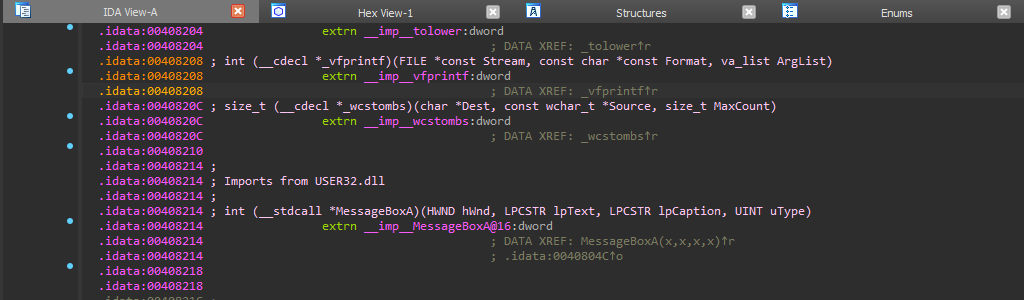 IDA View-A Hex View-1 Structures Enums
.idata:00408204 extrn __imp__tolower:dword
.idata:00408204 ; DATA XREF: _tolower↑r
.idata:00408208 ; int (__cdecl *_vfprintf)(FILE *const Stream, const char *const Format, va_list ArgList)
.idata:00408208 extrn __imp__vfprintf:dword
.idata:00408208 ; DATA XREF: _vfprintf↑r
.idata:0040820C ; size_t (__cdecl *_wcstombs)(char *Dest, const wchar_t *Source, size_t MaxCount)
.idata:0040820C extrn __imp__wcstombs:dword
.idata:0040820C ; DATA XREF: _wcstombs↑r
.idata:00408210
.idata:00408214 ;
.idata:00408214 ; Imports from USER32.dll
.idata:00408214 ;
.idata:00408214 ; int (__stdcall *MessageBoxA)(HWND hWnd, LPCSTR lpText, LPCSTR lpCaption, UINT uType)
.idata:00408214 extrn __imp__MessageBoxA@16:dword
.idata:00408214 ; DATA XREF: MessageBoxA(x,x,x,x)↑r
.idata:00408214 ; .idata:0040804C↑o
.idata:00408218
.idata:00408218